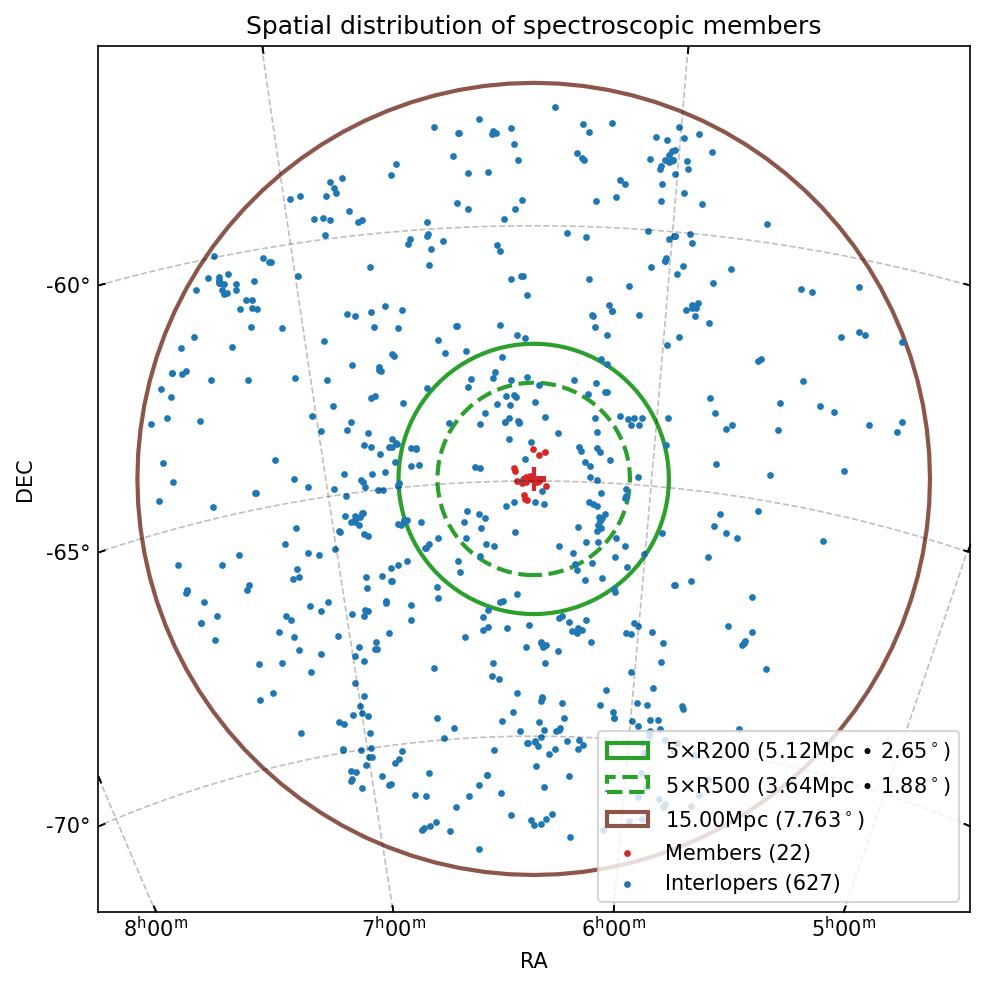 Spatial distribution of spectroscopic members
DEC
-60°
-65°
-70°
5×R200 (5.12Mpc • 2.65°)
5×R500 (3.64Mpc • 1.88°)
15.00Mpc (7.763°)
Members (22)
Interlopers (627)
8ʰ00ᵐ 7ʰ00ᵐ 6ʰ00ᵐ 5ʰ00ᵐ
RA